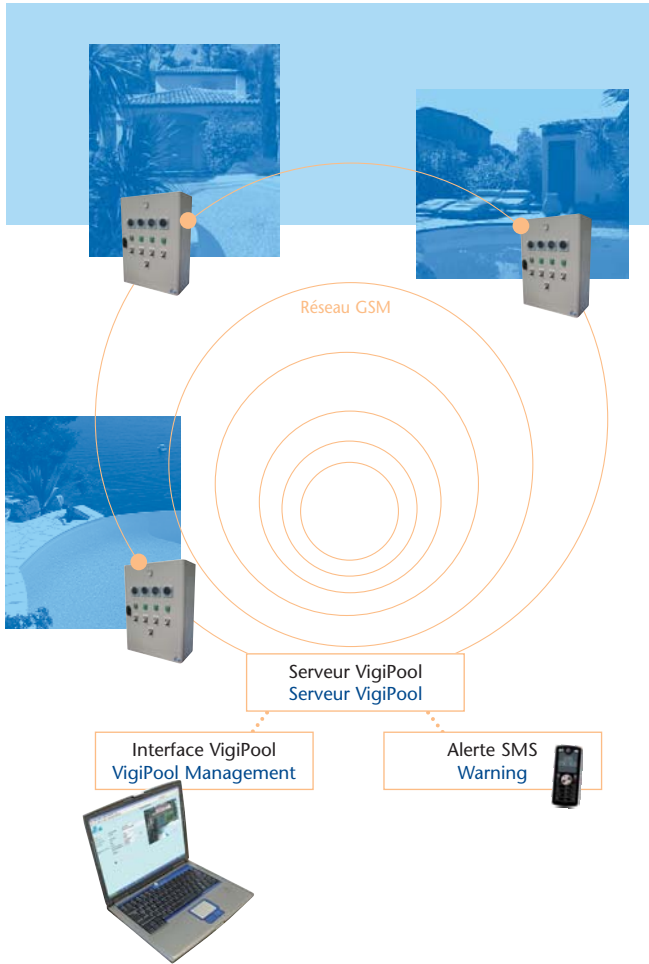 Réseau GSM
Serveur VigiPool
Serveur VigiPool
Interface VigiPool
VigiPool Management
Alerte SMS
Warning